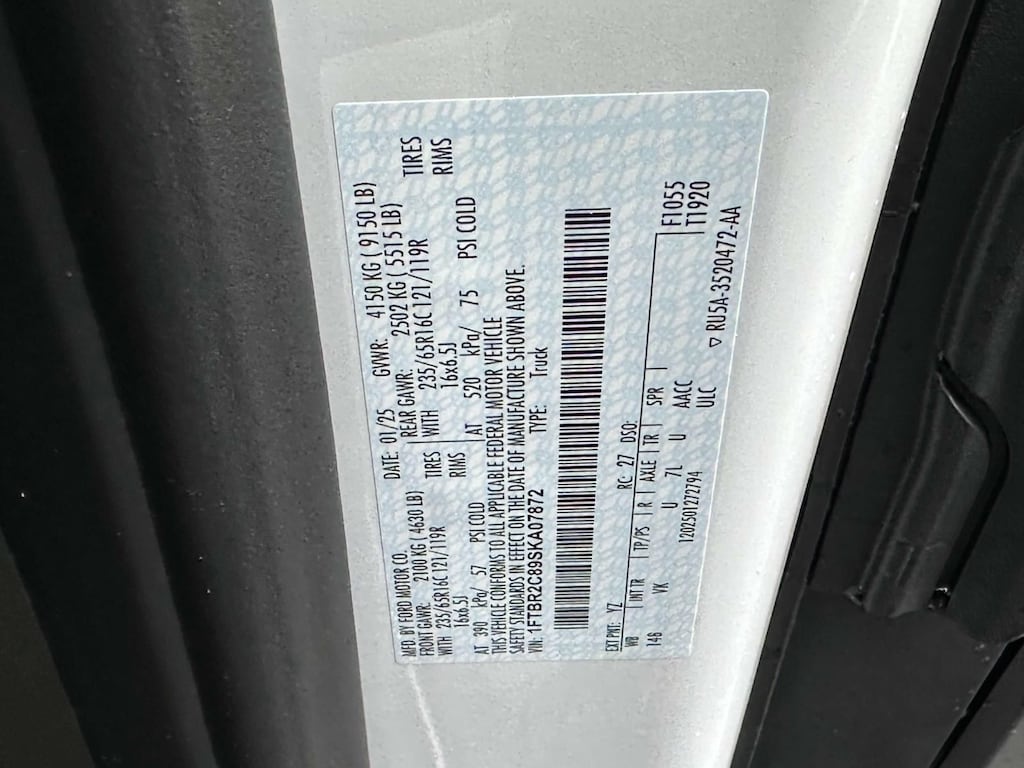 MFD. BY FORD MOTOR CO. DATE: 01/25 GVWR: 4150 KG ( 9150 LB)
FRONT GAWR: 2100 KG ( 4630 LB) REAR GAWR: 2502 KG ( 5515 LB)
WITH 235/65R16C 121/119R TIRES WITH 235/65R16C 121/119R TIRES
16x6.5J RIMS 16x6.5J RIMS
AT 390 kPa/ 57 PSI COLD AT 520 kPa/ 75 PSI COLD
THIS VEHICLE CONFORMS TO ALL APPLICABLE FEDERAL MOTOR VEHICLE
SAFETY STANDARDS IN EFFECT ON THE DATE OF MANUFACTURE SHOWN ABOVE.
VIN: 1FTBR2C89SKA07872 TYPE: Truck
EXT PNT: YZ RC: 27 DSO: F1055
WB INTTR TP/PS R AXLE TR SPR T1920
146 VK U 7L U AACC
1202501272794 ULC
▽ RU5A-3520472-AA